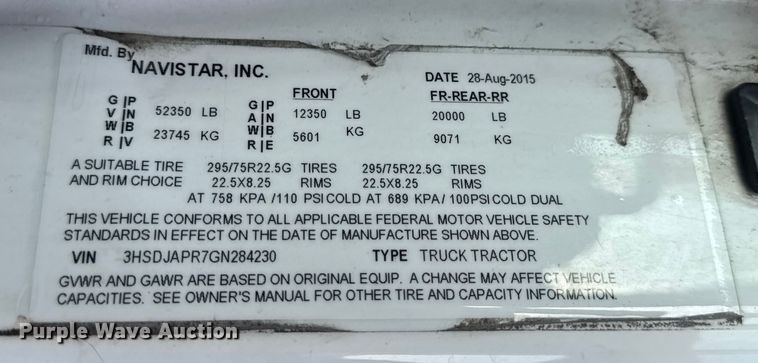 Mfd. By
NAVISTAR, INC. DATE 28-Aug-2015
FRONT FR-REAR-RR
G|P 52350 LB G|P 12350 LB 20000 LB
V|N A|N
W|B 23745 KG W|B 5601 KG 9071 KG
R|V R|E
A SUITABLE TIRE 295/75R22.5G TIRES 295/75R22.5G TIRES
AND RIM CHOICE 22.5X8.25 RIMS 22.5X8.25 RIMS
AT 758 KPA /110 PSI COLD AT 689 KPA/ 100PSI COLD DUAL
THIS VEHICLE CONFORMS TO ALL APPLICABLE FEDERAL MOTOR VEHICLE SAFETY
STANDARDS IN EFFECT ON THE DATE OF MANUFACTURE SHOWN ABOVE.
VIN 3HSDJAPR7GN284230 TYPE TRUCK TRACTOR
GVWR AND GAWR ARE BASED ON ORIGINAL EQUIP. A CHANGE MAY AFFECT VEHICLE
CAPACITIES. SEE OWNER'S MANUAL FOR OTHER TIRE AND CAPACITY INFORMATION.
Purple Wave Auction